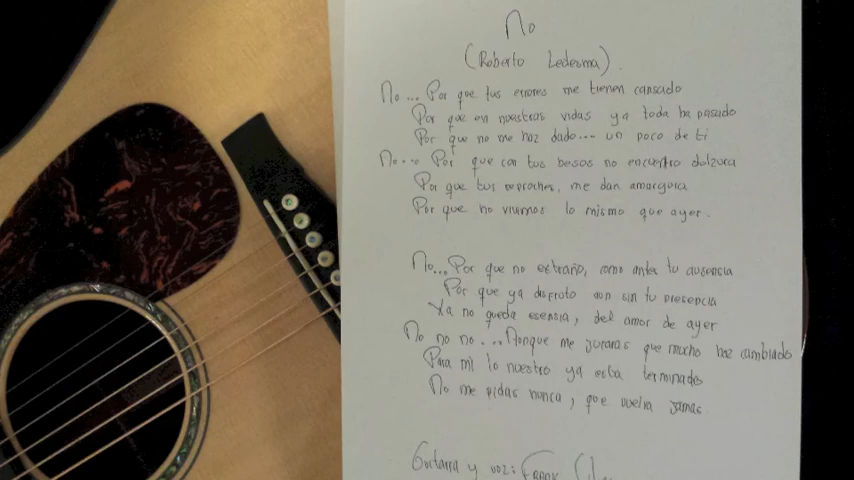 No
(Roberto Ledesma).
No... Por que tus errores me tienen cansado
Por que en nuestras vidas ya toda ha pasado
Por que no me haz dado... un poco de ti
No... Por que con tus besos no encuentro dulzura
Por que tus reproches, me dan amargura
Por que no vivimos lo mismo que ayer.
No... Por que no extraño, como antes tu ausencia
Por que ya disfruto aun sin tu presencia
Ya no queda esensia, del amor de ayer
No no no... Aonque me juraras que mucho haz cambiado
Para mi lo nuestro ya esta terminado
No me pidas nunca, que vuelva jamas.
Guitarra y voz: Frank